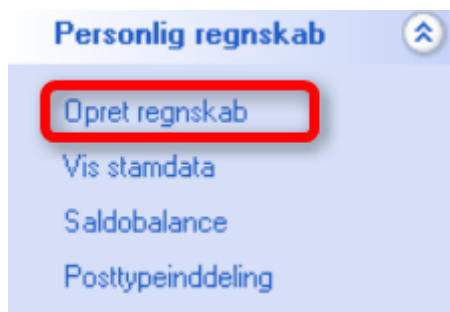 Personlig regnskab
Opret regnskab
Vis stamdata
Saldobalance
Posttypeinddeling